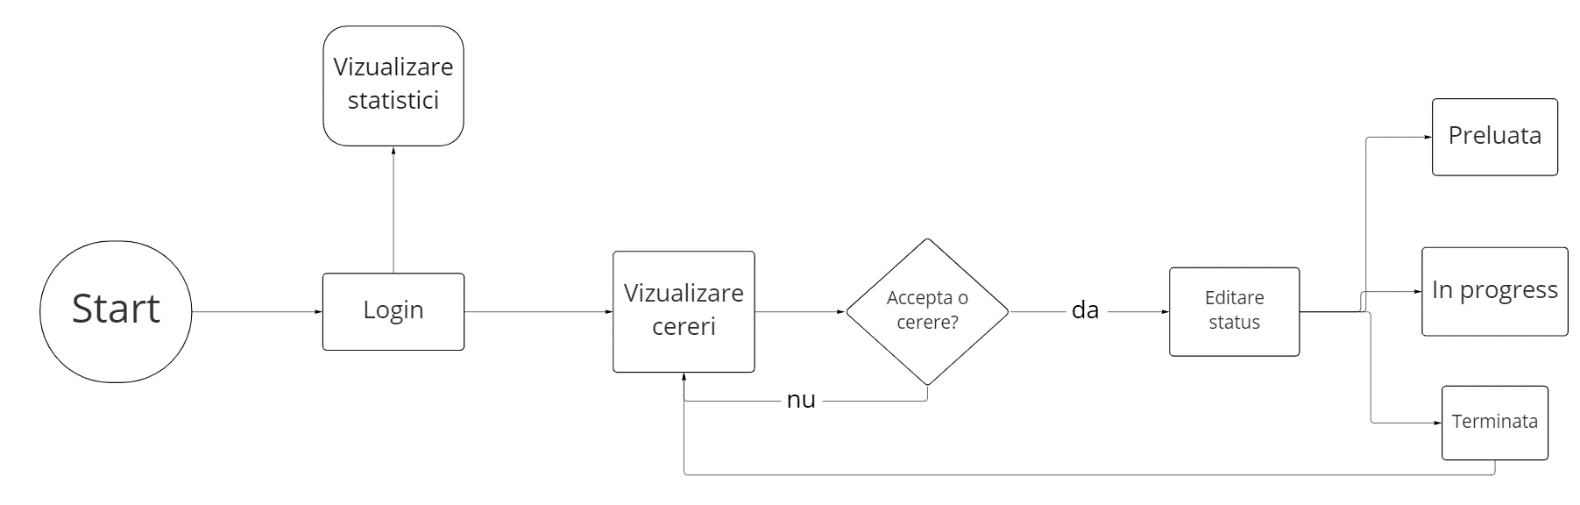 Vizualizare
statistici
Start
Login
Vizualizare
cereri
Accepta o
cerere?
da
nu
Editare
status
Preluata
In progress
Terminata